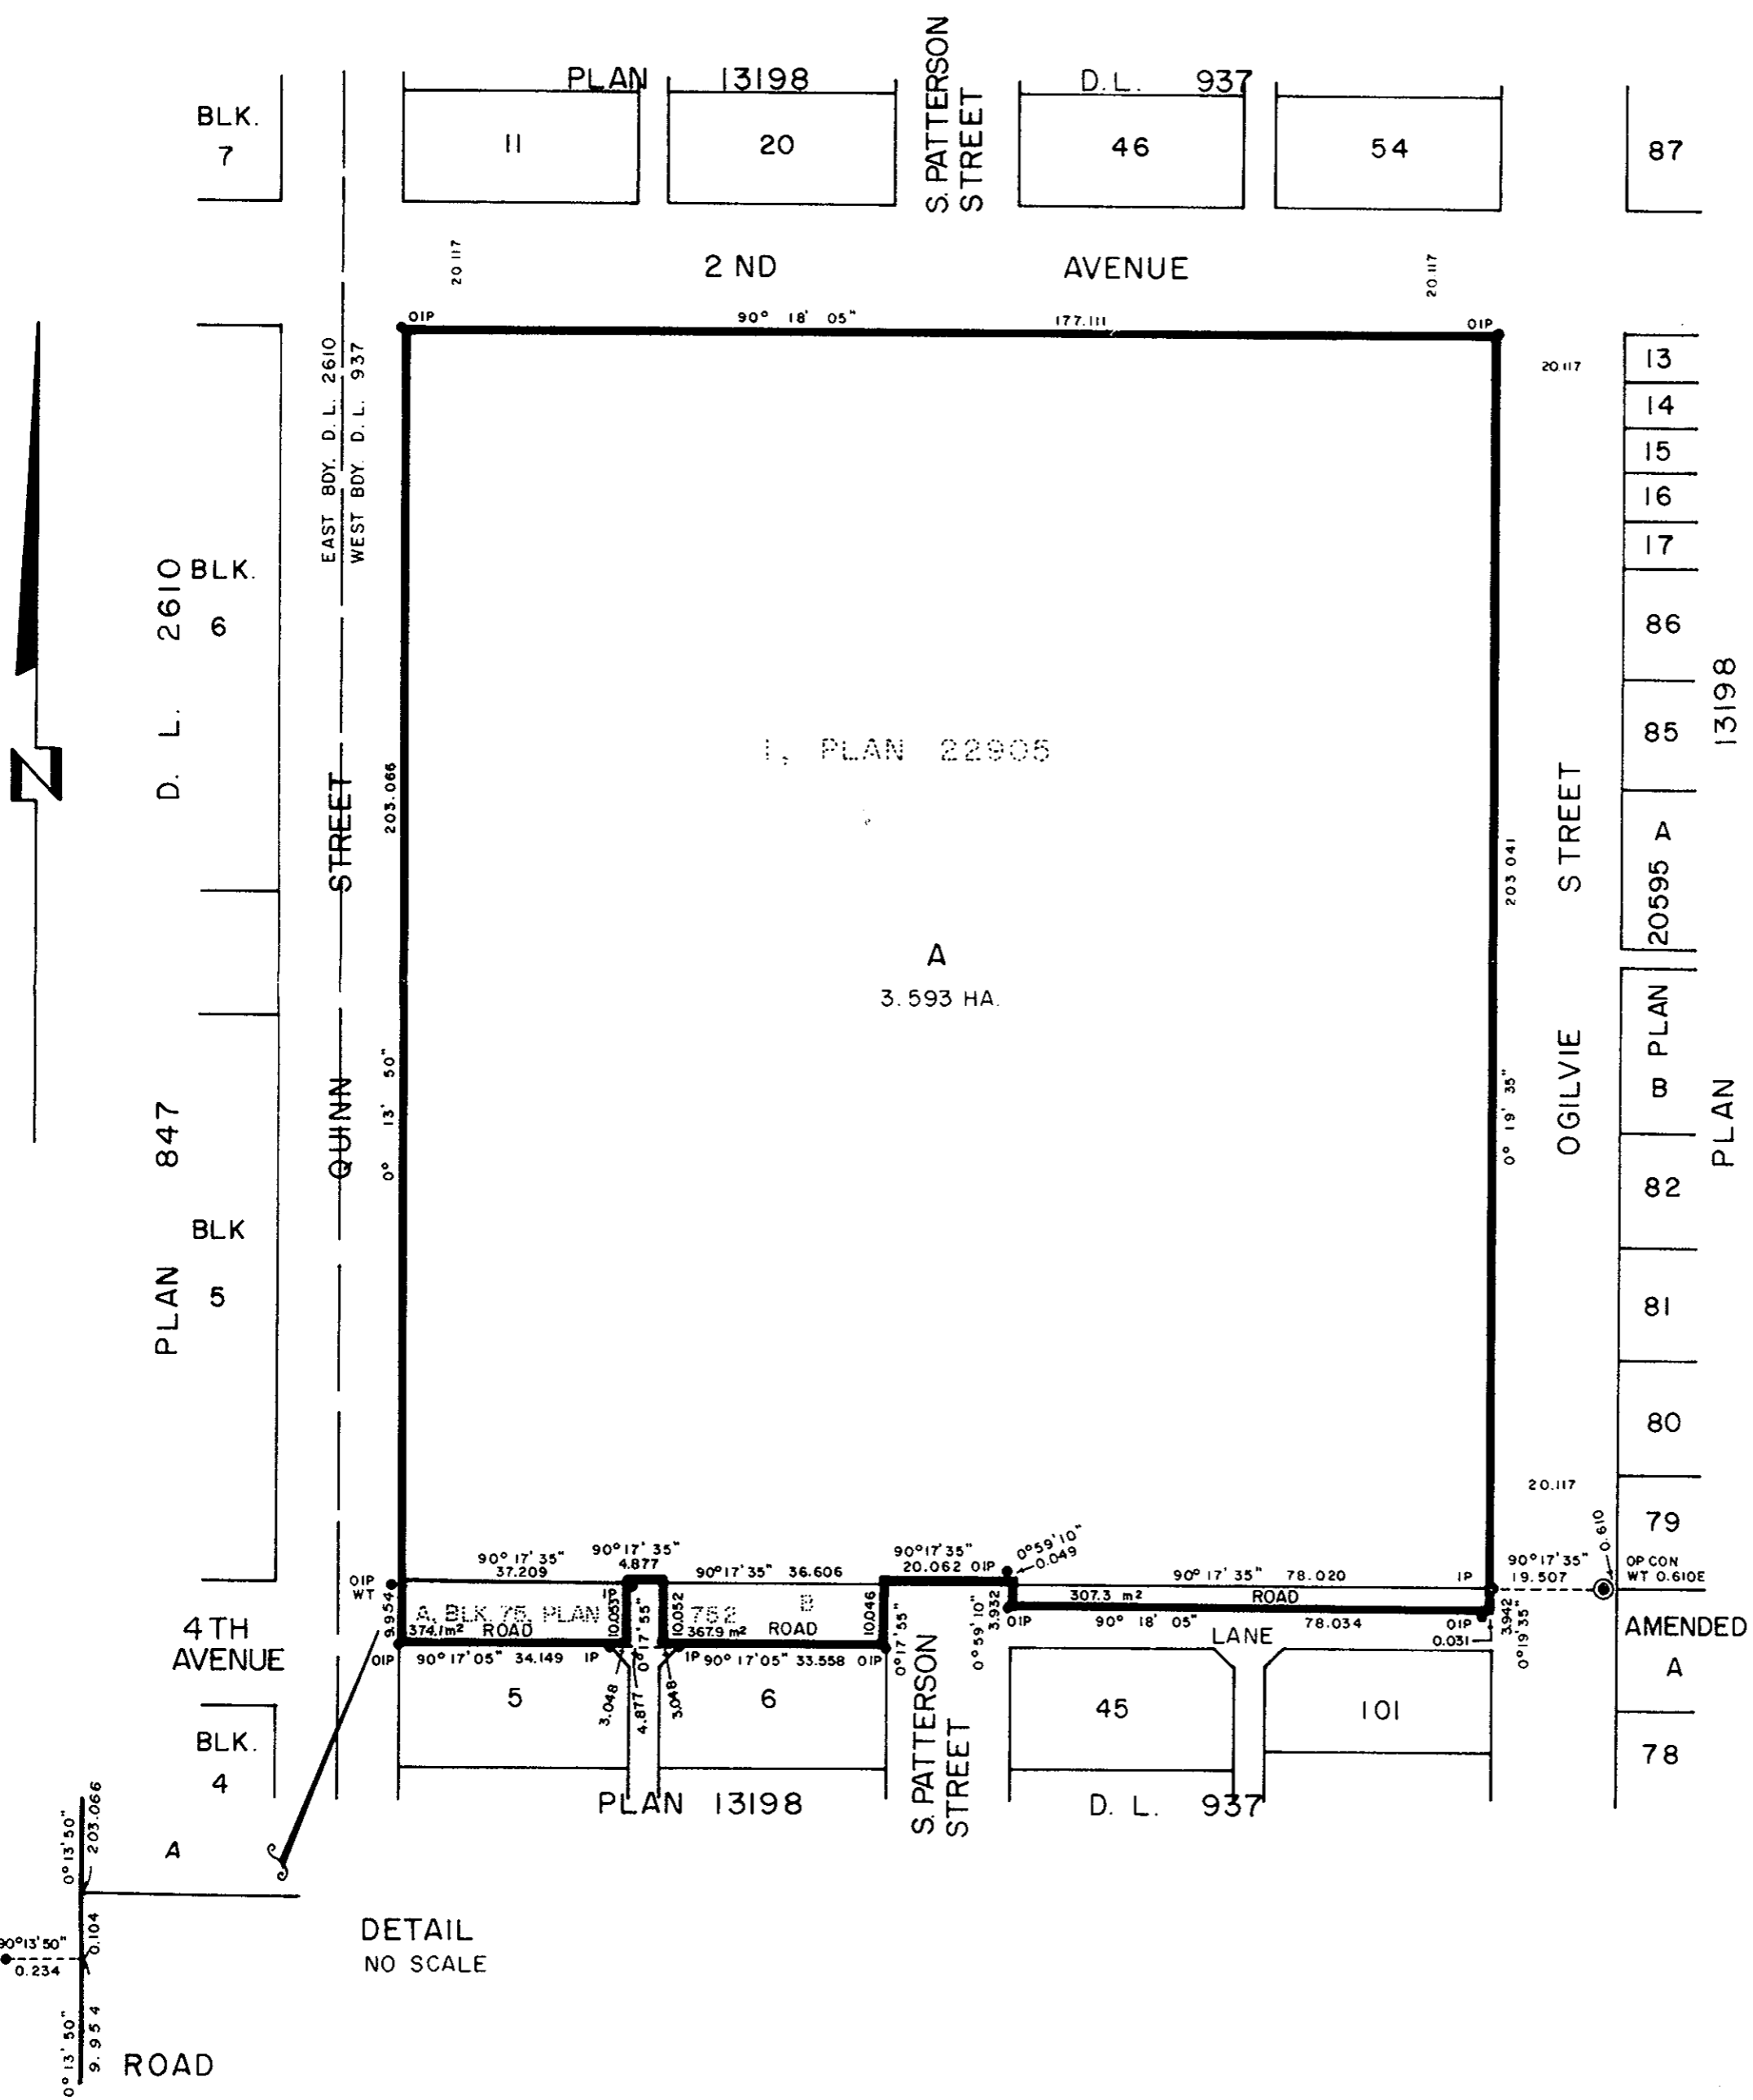 PLAN 13198 D.L. 937
S. PATTERSON
STREET
BLK.
7
11
20
46
54
87
20.117
2 ND AVENUE
20.117
OIP
90° 18' 05" 177.111
OIP
EAST BDY. D. L. 2610
WEST BDY. D. L. 937
20.117
13
14
15
16
17
86
85
A
20595
PLAN
B
82
81
80
79
13198
PLAN
D. L. 2610
BLK.
6
N
203.066
0° 13' 50"
QUINN STREET
1, PLAN 22905
A
3.593 HA.
203 041
0° 19' 35"
OGILVIE STREET
PLAN 847
BLK
5
20.117
0.610
90°17'35"
19.507
OP CON
WT 0.610E
AMENDED
A
78
OIP
WT
90° 17' 35"
37.209
90°17' 35"
4.877
90°17'35" 36.606
90°17'35"
20.062 OIP
0°59'10"
0.049
90° 17'35" 78.020
IP
9.954
A, BLK. 75, PLAN 1752 B
374.1m²
ROAD
IP
10.053
0°17'55"
10.052
367.9 m²
ROAD
10.046
0°17'55"
0°59'10"
3.932
307.3 m²
ROAD
OIP
90° 18' 05" 78.034
OIP
0.031
3.942
0°19'35"
4TH
AVENUE
OIP
90° 17'05" 34.149
IP
IP
90° 17'05" 33.558
OIP
LANE
3.048
4.877
3.048
5
6
S. PATTERSON
STREET
45
101
BLK.
4
PLAN 13198
D. L. 937
0° 13' 50"
203.066
A
90°13'50"
0.234
0.104
DETAIL
NO SCALE
0° 13' 50"
9.954
ROAD